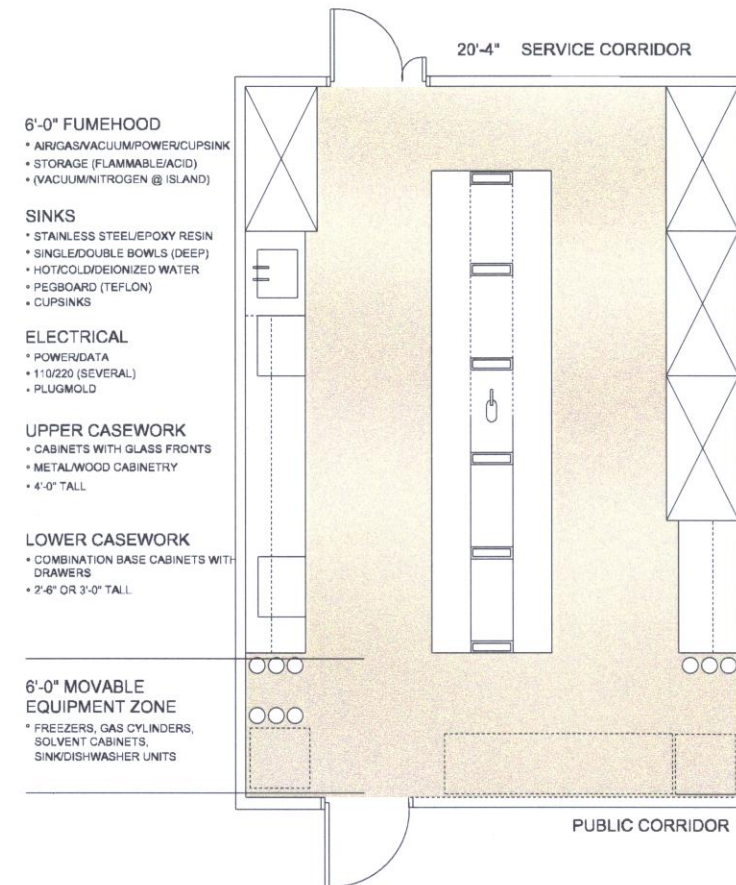 20'-4" SERVICE CORRIDOR
6'-0" FUMEHOOD
• AIR/GAS/VACUUM/POWER/CUPSINK
• STORAGE (FLAMMABLE/ACID)
• (VACUUM/NITROGEN @ ISLAND)
SINKS
• STAINLESS STEEL/EPOXY RESIN
• SINGLE/DOUBLE BOWLS (DEEP)
• HOT/COLD/DEIONIZED WATER
• PEGBOARD (TEFLON)
• CUPSINKS
ELECTRICAL
• POWER/DATA
• 110/220 (SEVERAL)
• PLUGMOLD
UPPER CASEWORK
• CABINETS WITH GLASS FRONTS
• METAL/WOOD CABINETRY
• 4'-0" TALL
LOWER CASEWORK
• COMBINATION BASE CABINETS WITH
DRAWERS
• 2'-6" OR 3'-0" TALL
6'-0" MOVABLE
EQUIPMENT ZONE
• FREEZERS, GAS CYLINDERS,
SOLVENT CABINETS,
SINK/DISHWASHER UNITS
PUBLIC CORRIDOR